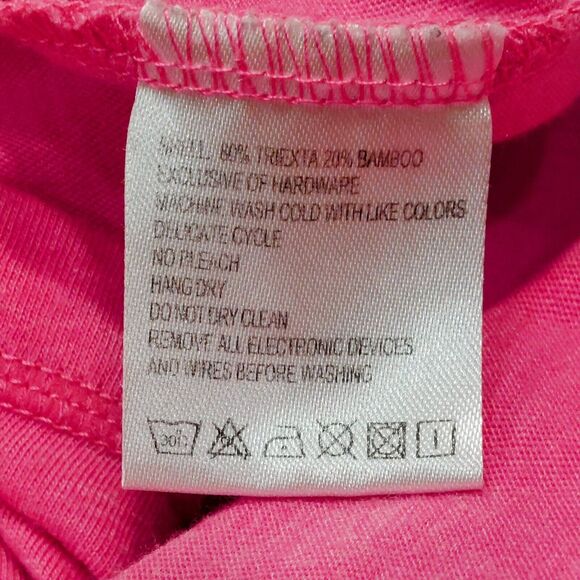 SHELL: 80% TRIEXTA 20% BAMBOO
EXCLUSIVE OF HARDWARE
MACHINE WASH COLD WITH LIKE COLORS
DELICATE CYCLE
NO BLEACH
HANG DRY
DO NOT DRY CLEAN
REMOVE ALL ELECTRONIC DEVICES
AND WIRES BEFORE WASHING